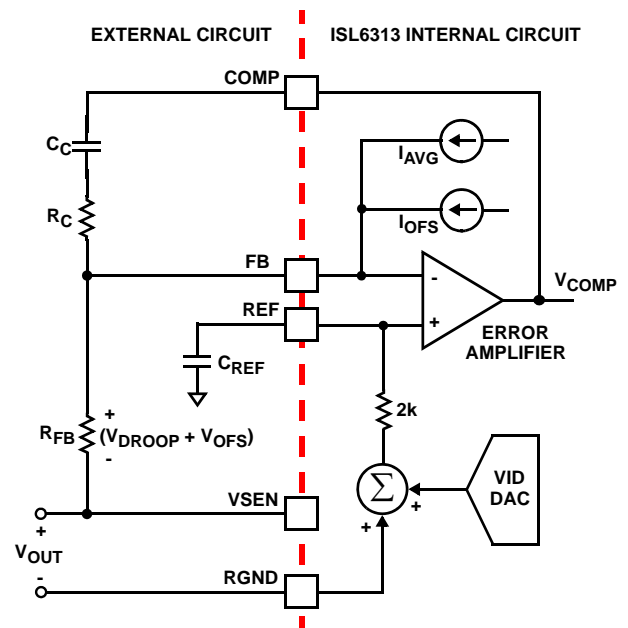 EXTERNAL CIRCUIT
ISL6313 INTERNAL CIRCUIT
COMP
CC
IAVG
RC
IOFS
FB
-
VCOMP
REF
+
ERROR
AMPLIFIER
CREF
2k
+
RFB
(VDROOP + VOFS)
-
Σ
VID
DAC
VSEN
+
+
+
VOUT
-
RGND